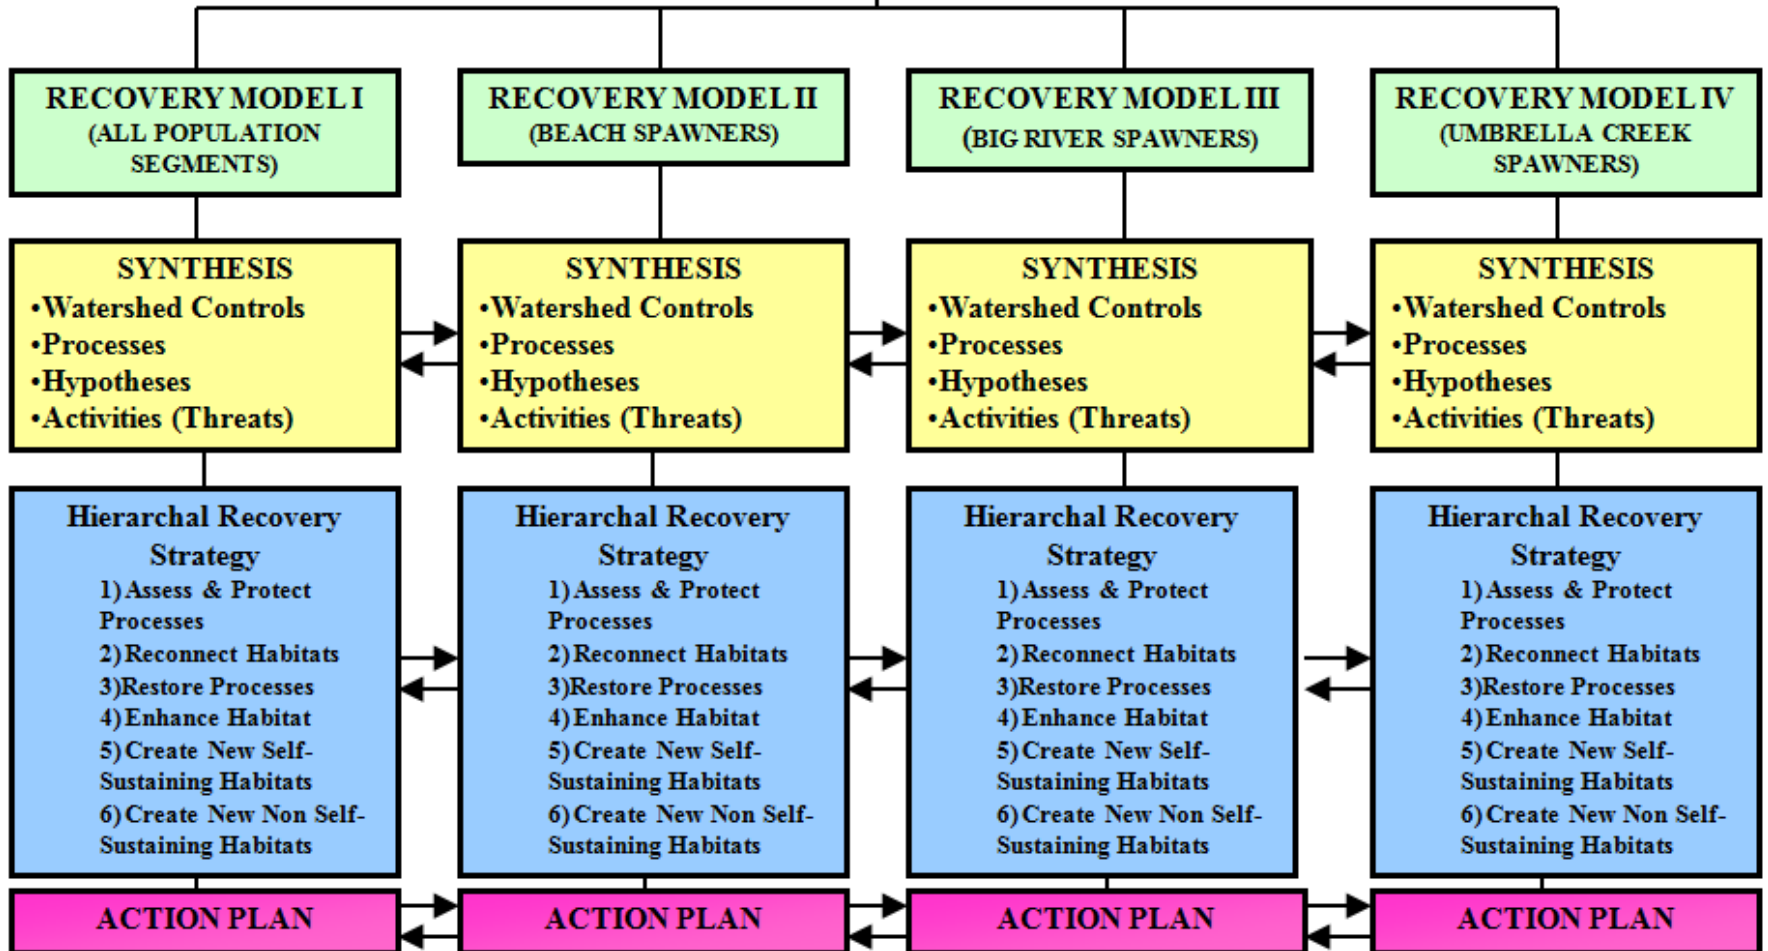 RECOVERY MODEL I
(ALL POPULATION
SEGMENTS)
RECOVERY MODEL II
(BEACH SPAWNERS)
RECOVERY MODEL III
(BIG RIVER SPAWNERS)
RECOVERY MODEL IV
(UMBRELLA CREEK
SPAWNERS)
SYNTHESIS
•Watershed Controls
•Processes
•Hypotheses
•Activities (Threats)
SYNTHESIS
•Watershed Controls
•Processes
•Hypotheses
•Activities (Threats)
SYNTHESIS
•Watershed Controls
•Processes
•Hypotheses
•Activities (Threats)
SYNTHESIS
•Watershed Controls
•Processes
•Hypotheses
•Activities (Threats)
Hierarchal Recovery
Strategy
1) Assess & Protect
Processes
2) Reconnect Habitats
3)Restore Processes
4) Enhance Habitat
5) Create New Self-
Sustaining Habitats
6) Create New Non Self-
Sustaining Habitats
Hierarchal Recovery
Strategy
1) Assess & Protect
Processes
2) Reconnect Habitats
3)Restore Processes
4) Enhance Habitat
5) Create New Self-
Sustaining Habitats
6) Create New Non Self-
Sustaining Habitats
Hierarchal Recovery
Strategy
1) Assess & Protect
Processes
2) Reconnect Habitats
3)Restore Processes
4) Enhance Habitat
5) Create New Self-
Sustaining Habitats
6) Create New Non Self-
Sustaining Habitats
Hierarchal Recovery
Strategy
1) Assess & Protect
Processes
2) Reconnect Habitats
3)Restore Processes
4) Enhance Habitat
5) Create New Self-
Sustaining Habitats
6) Create New Non Self-
Sustaining Habitats
ACTION PLAN
ACTION PLAN
ACTION PLAN
ACTION PLAN